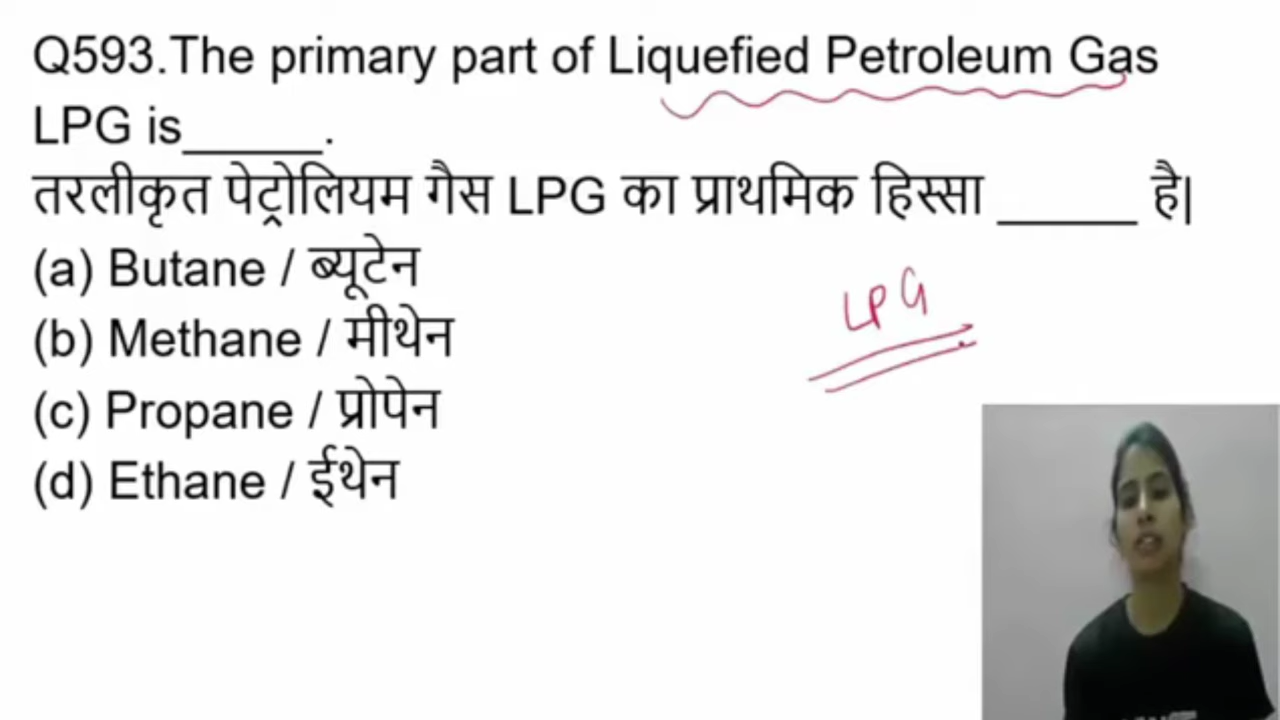 Q593.The primary part of Liquefied Petroleum Gas
LPG is_____.
तरलीकृत पेट्रोलियम गैस LPG का प्राथमिक हिस्सा _____ है|
(a) Butane / ब्यूटेन
LPG
(b) Methane / मीथेन
(c) Propane / प्रोपेन
(d) Ethane / ईथेन